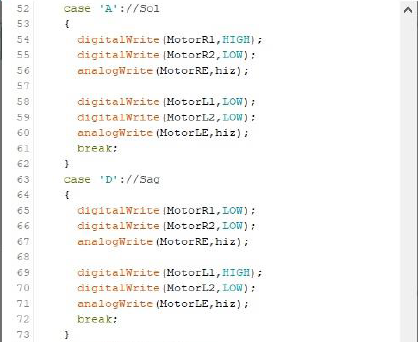 52 case 'A'://Sol
53 {
54 digitalWrite(MotorR1,HIGH);
55 digitalWrite(MotorR2,LOW);
56 analogWrite(MotorRE,hiz);
57
58 digitalWrite(MotorL1,LOW);
59 digitalWrite(MotorL2,LOW);
60 analogWrite(MotorLE,hiz);
61 break;
62 }
63 case 'D'://Sag
64 {
65 digitalWrite(MotorR1,LOW);
66 digitalWrite(MotorR2,LOW);
67 analogWrite(MotorRE,hiz);
68
69 digitalWrite(MotorL1,HIGH);
70 digitalWrite(MotorL2,LOW);
71 analogWrite(MotorLE,hiz);
72 break;
73 }